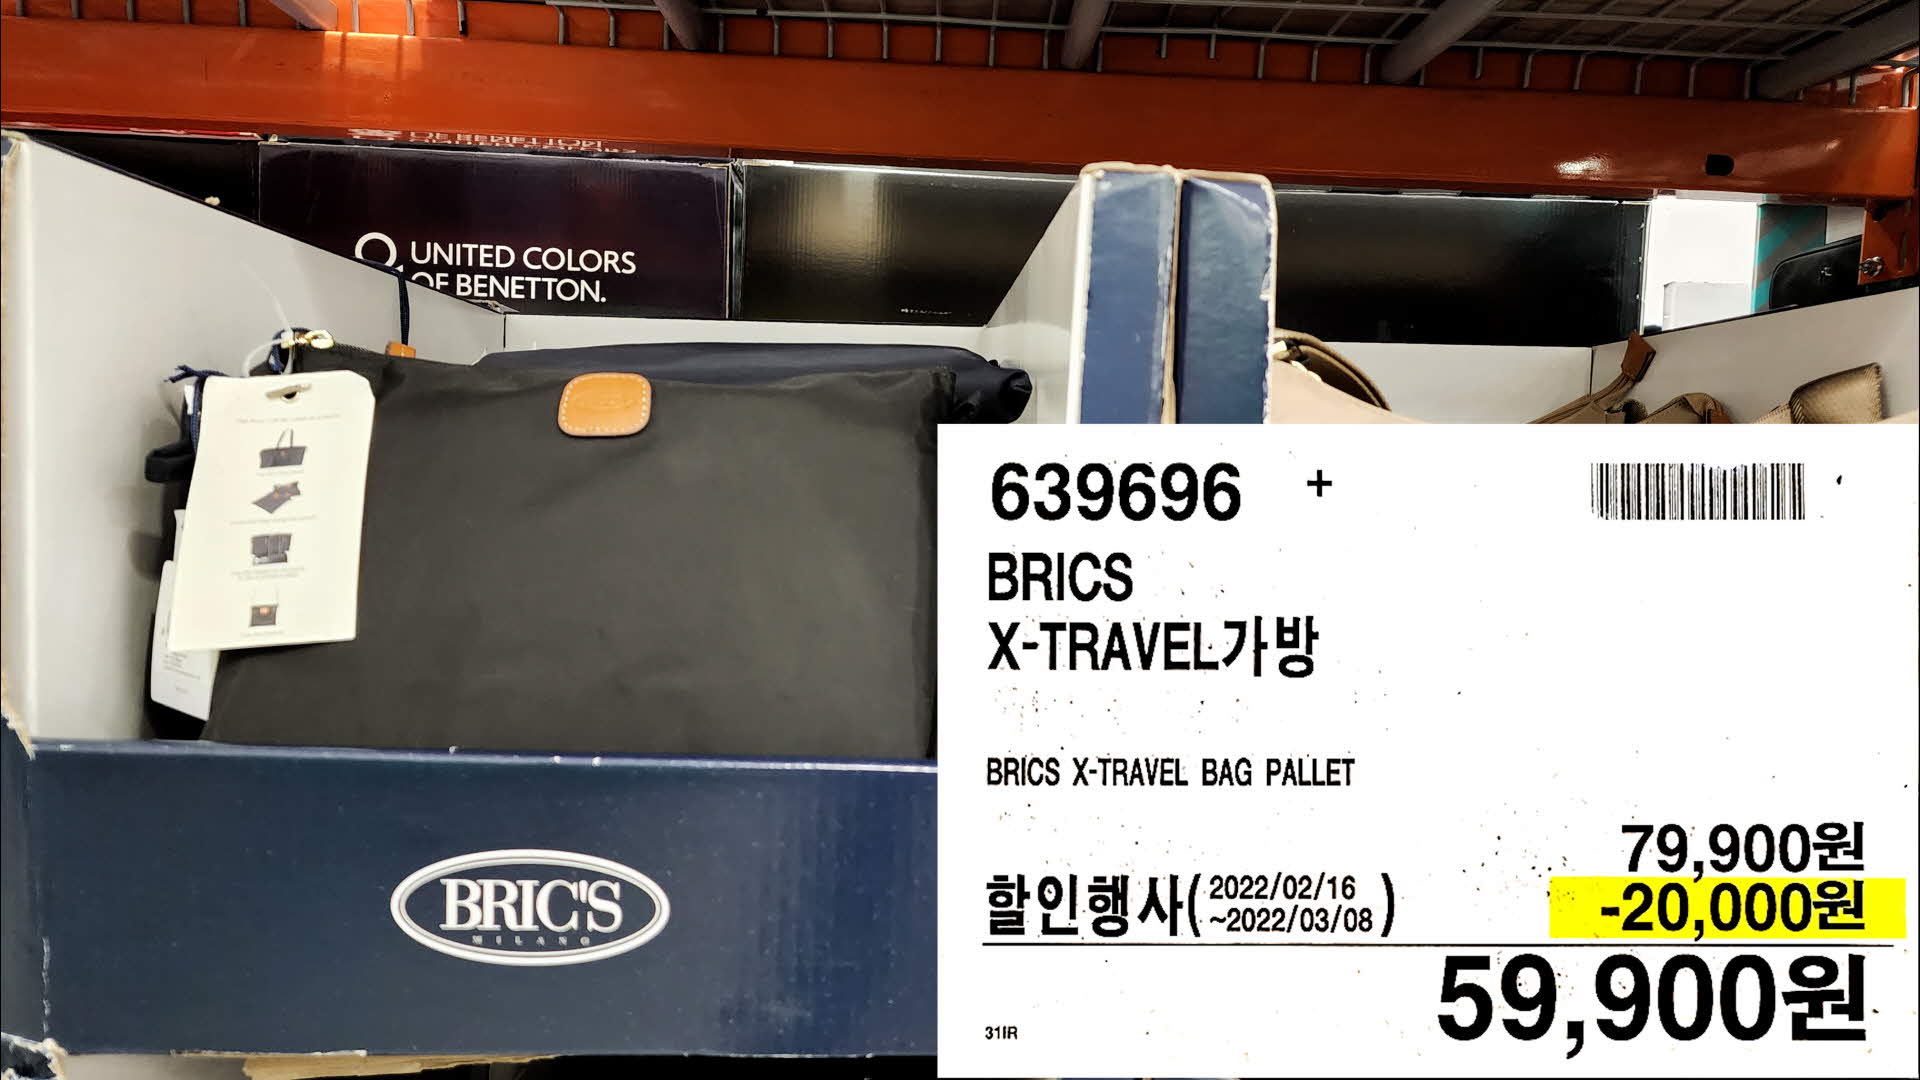 UNITED COLORS
OF BENETTON.
BRIC'S
MILANO
639696 +
BRICS
X-TRAVEL가방
BRICS X-TRAVEL BAG PALLET
79,900원
할인행사( 2022/02/16
~2022/03/08 )
-20,000원
59,900원
31IR